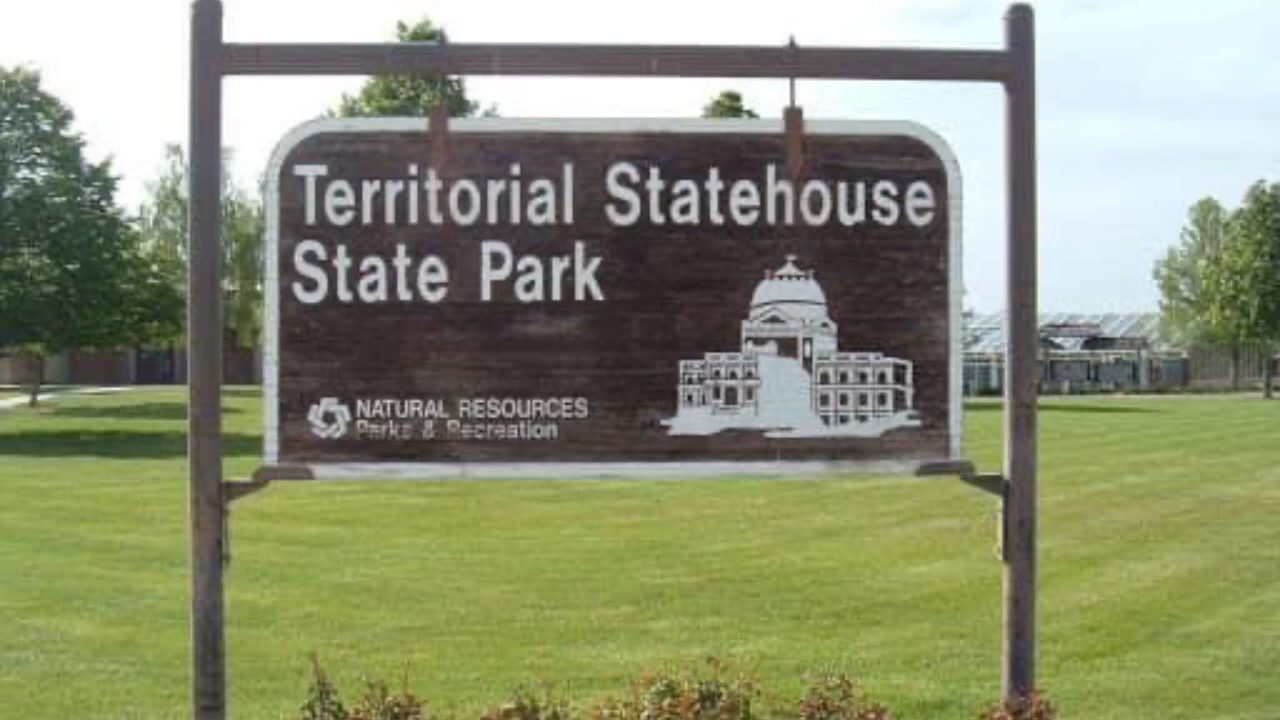 Territorial Statehouse
State Park
NATURAL RESOURCES
Parks & Recreation